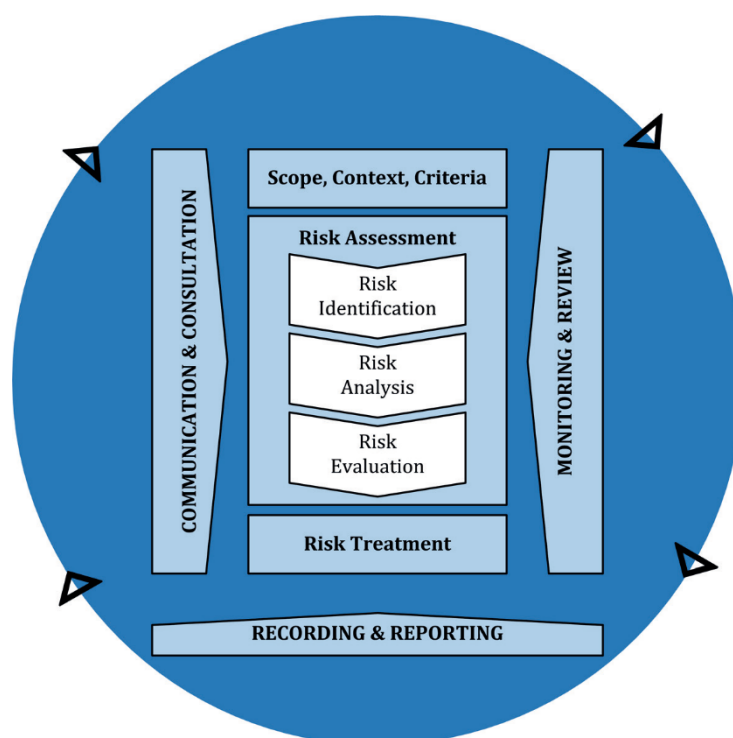 Scope, Context, Criteria
Risk Assessment
Risk
Identification
Risk
Analysis
Risk
Evaluation
Risk Treatment
COMMUNICATION & CONSULTATION
MONITORING & REVIEW
RECORDING & REPORTING